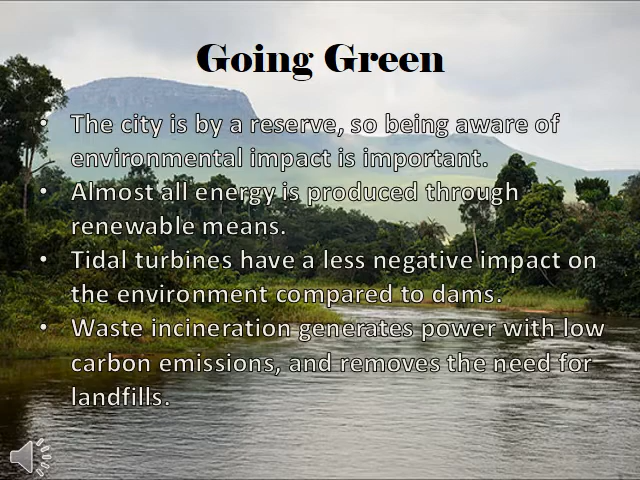 Going Green
• The city is by a reserve, so being aware of
environmental impact is important.
• Almost all energy is produced through
renewable means.
• Tidal turbines have a less negative impact on
the environment compared to dams.
• Waste incineration generates power with low
carbon emissions, and removes the need for
landfills.